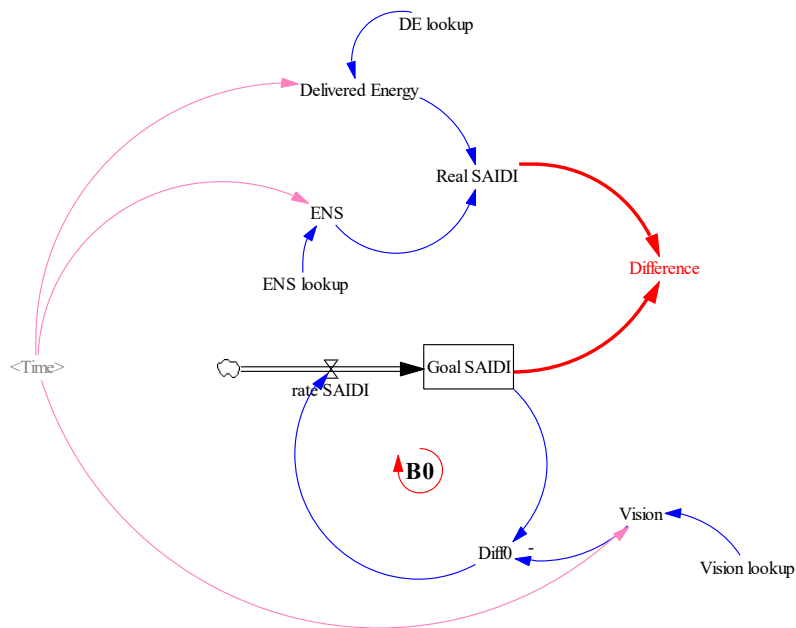 DE lookup
Delivered Energy
Real SAIDI
ENS
Difference
ENS lookup
<Time>
Goal SAIDI
rate SAIDI
B0
Vision
Diff0 -
Vision lookup